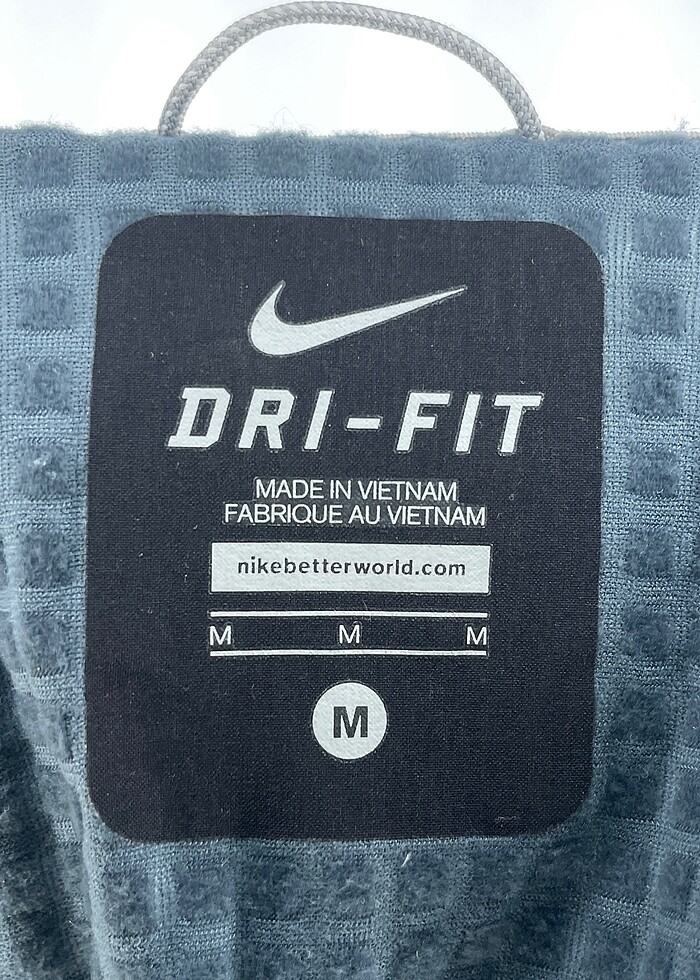 DRI-FIT
MADE IN VIETNAM
FABRIQUE AU VIETNAM
nikebetterworld.com
M M M
M